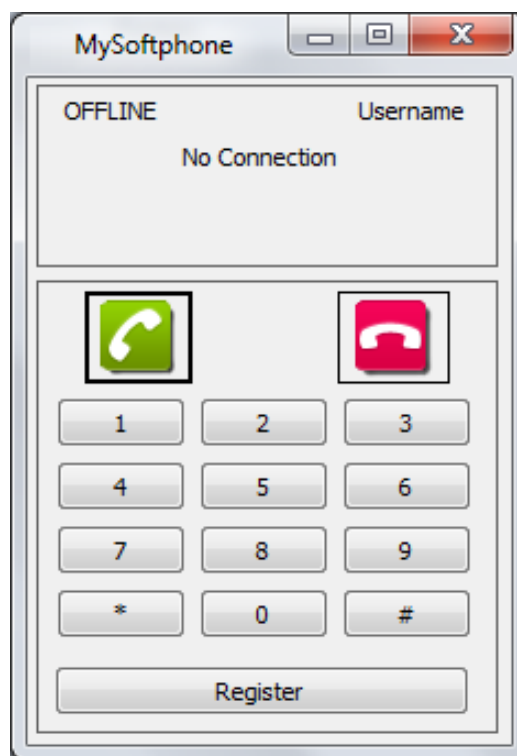 MySoftphone
OFFLINE Username
No Connection
1 2 3
4 5 6
7 8 9
* 0 #
Register